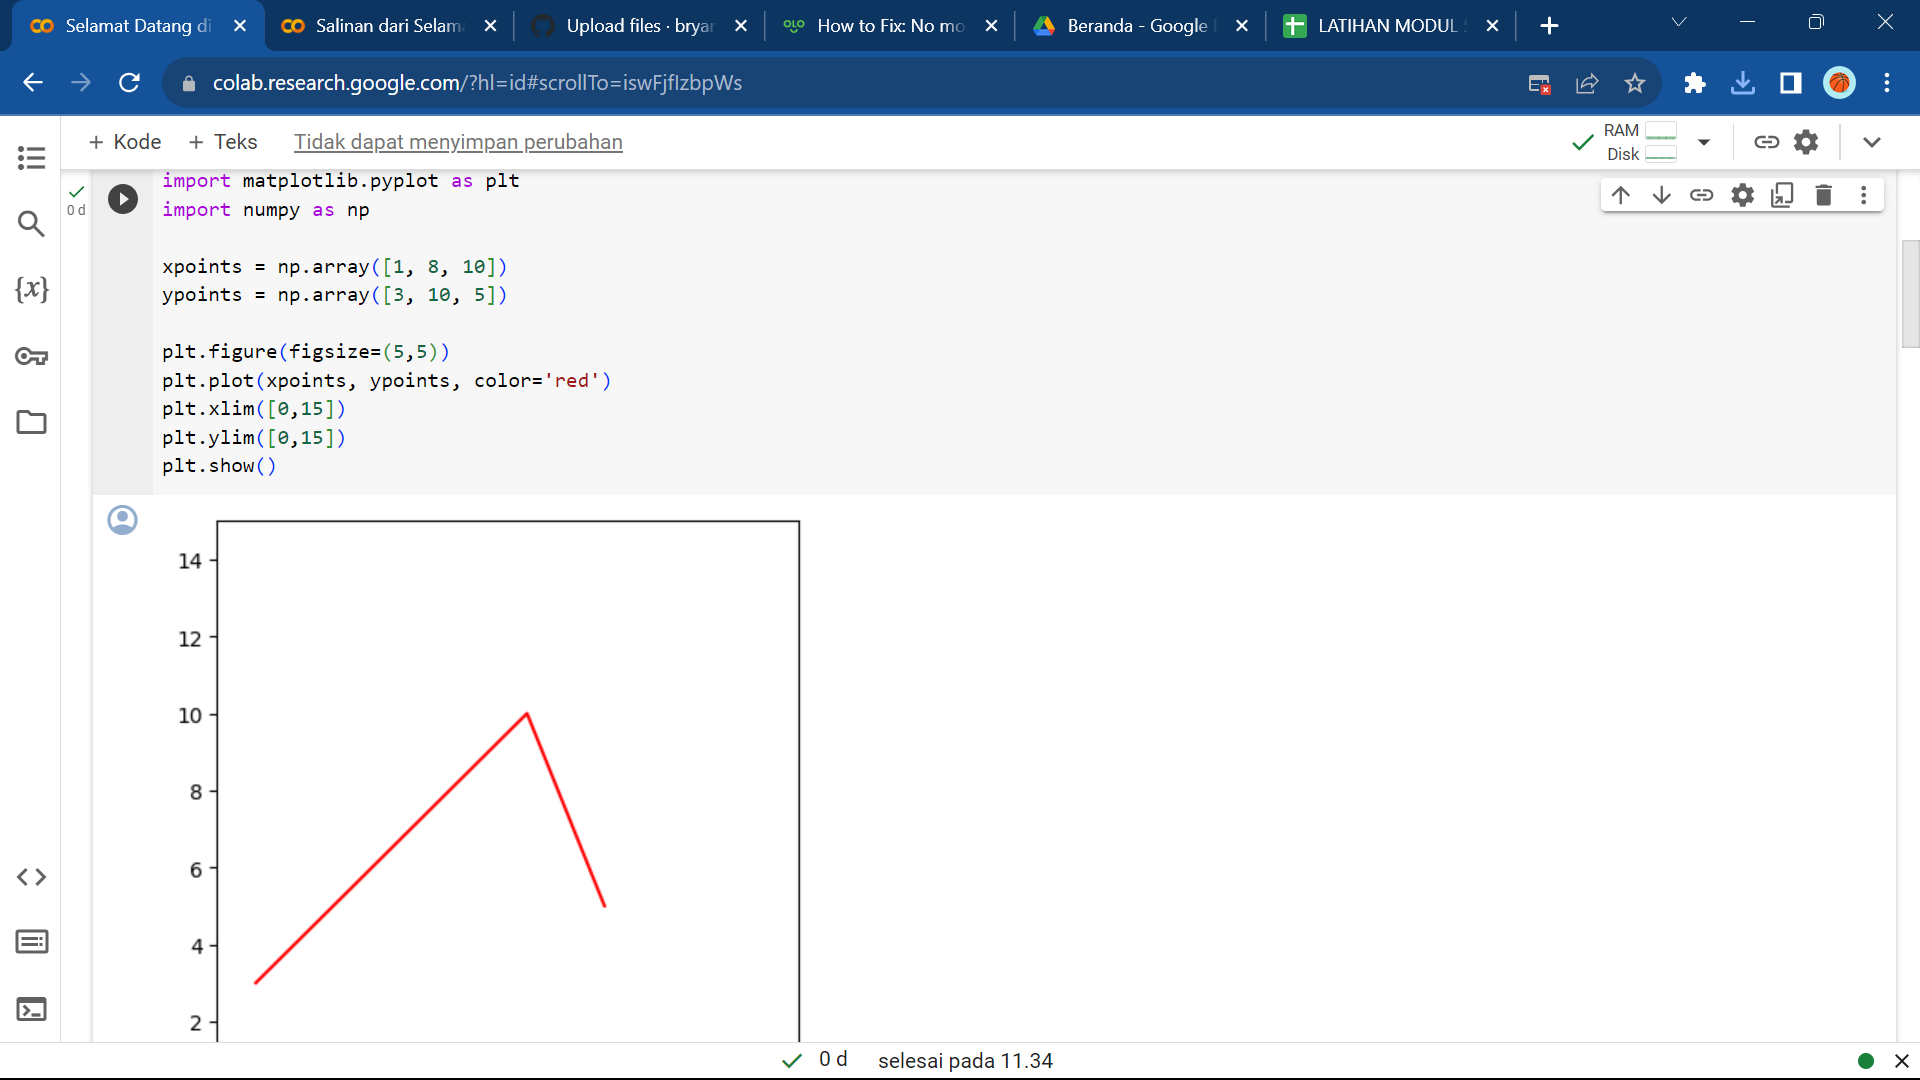 Selamat Datang di
Salinan dari Selam
Upload files · bryar
How to Fix: No mo
Beranda - Google
LATIHAN MODUL
colab.research.google.com/?hl=id#scrollTo=iswFjfIzbpWs
+ Kode + Teks Tidak dapat menyimpan perubahan
RAM
Disk
0 d
import matplotlib.pyplot as plt
import numpy as np
xpoints = np.array([1, 8, 10])
ypoints = np.array([3, 10, 5])
plt.figure(figsize=(5,5))
plt.plot(xpoints, ypoints, color='red')
plt.xlim([0,15])
plt.ylim([0,15])
plt.show()
{x}
14
12
10
8
6
4
2
0 d selesai pada 11.34